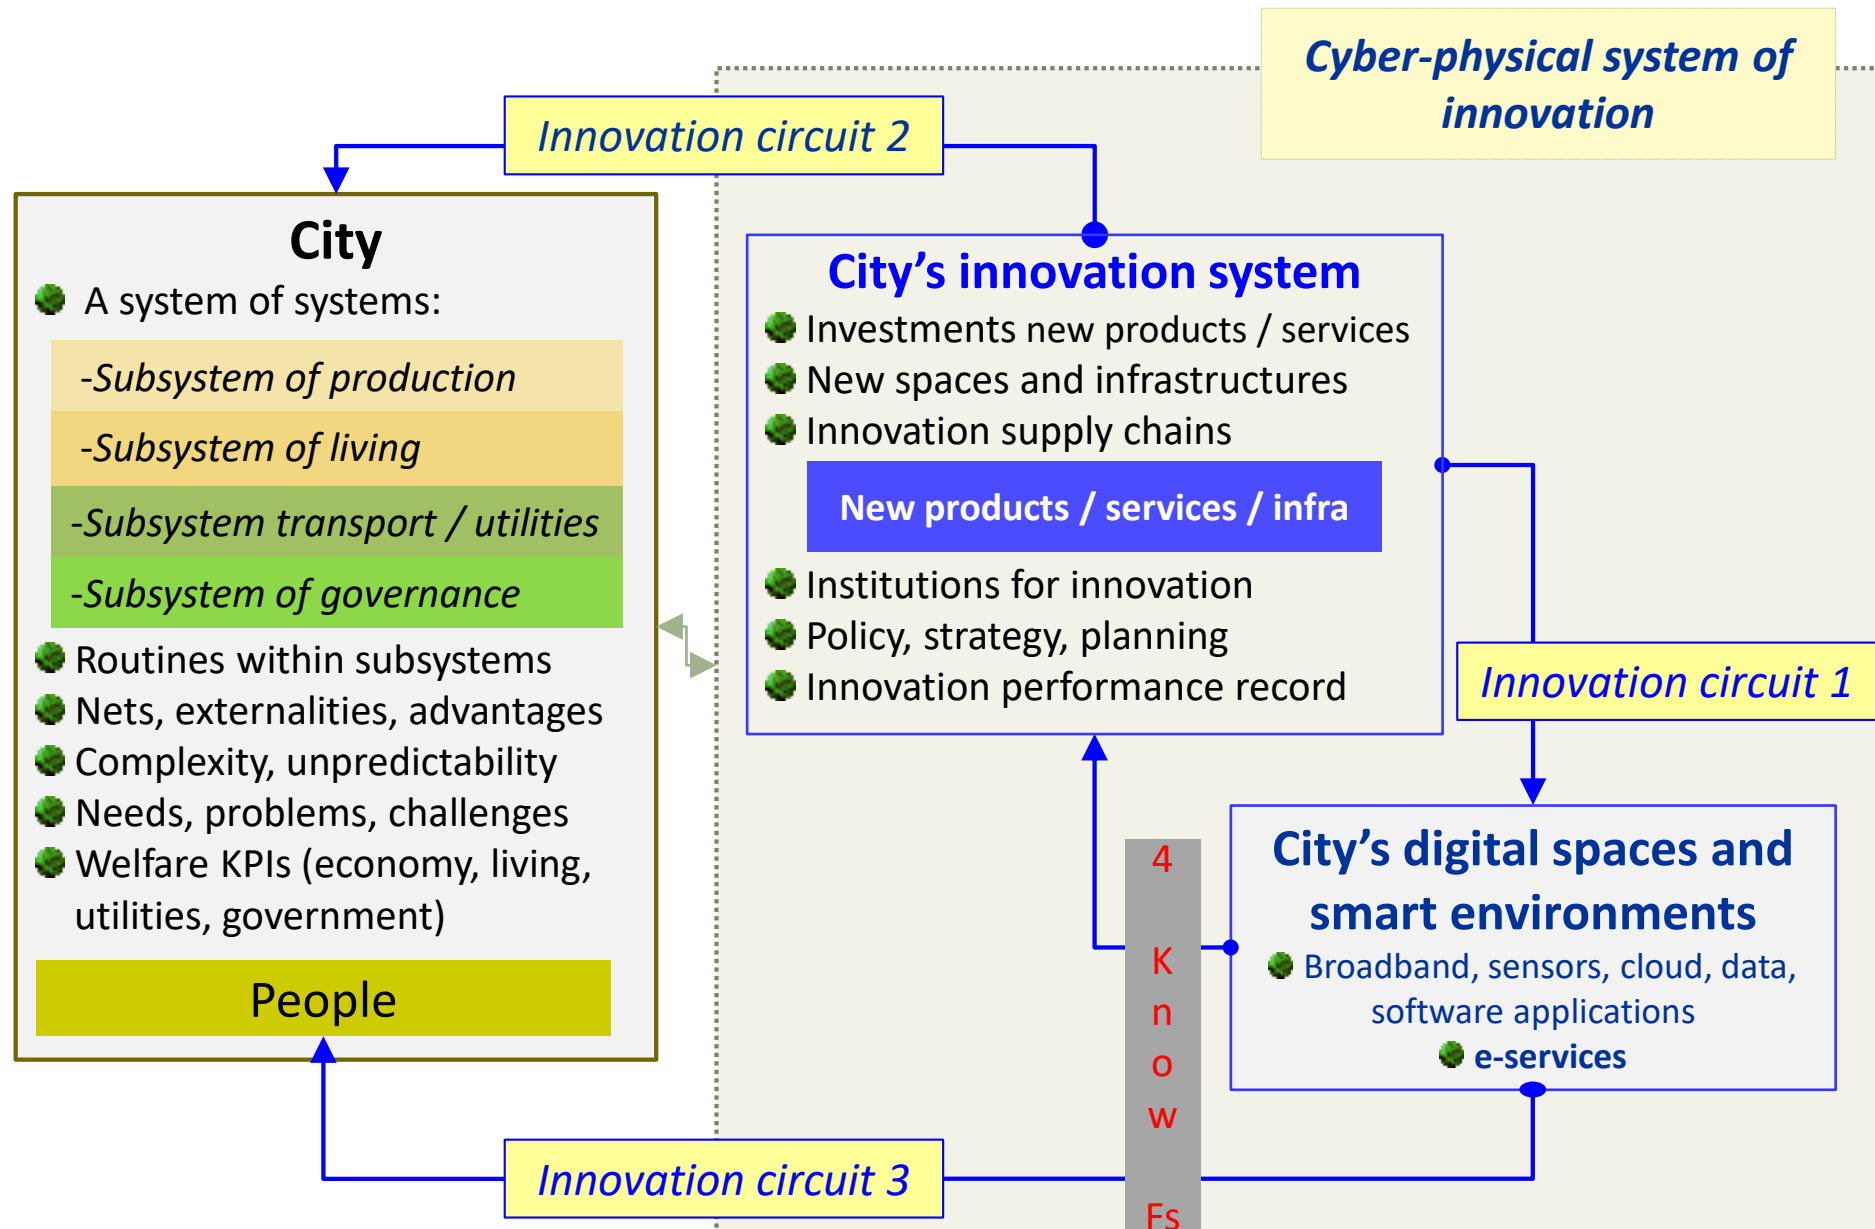 Cyber-physical system of
innovation
Innovation circuit 2
City
A system of systems:
-Subsystem of production
-Subsystem of living
-Subsystem transport / utilities
-Subsystem of governance
Routines within subsystems
Nets, externalities, advantages
Complexity, unpredictability
Needs, problems, challenges
Welfare KPIs (economy, living,
utilities, government)
People
City’s innovation system
Investments new products / services
New spaces and infrastructures
Innovation supply chains
New products / services / infra
Institutions for innovation
Policy, strategy, planning
Innovation performance record
Innovation circuit 1
City’s digital spaces and
smart environments
Broadband, sensors, cloud, data,
software applications
e-services
4
K
n
o
w
Fs
Innovation circuit 3